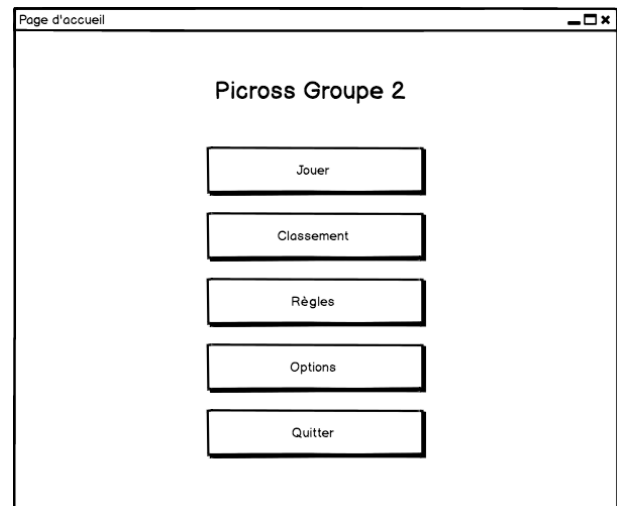 Page d'accueil
Picross Groupe 2
Jouer
Classement
Règles
Options
Quitter